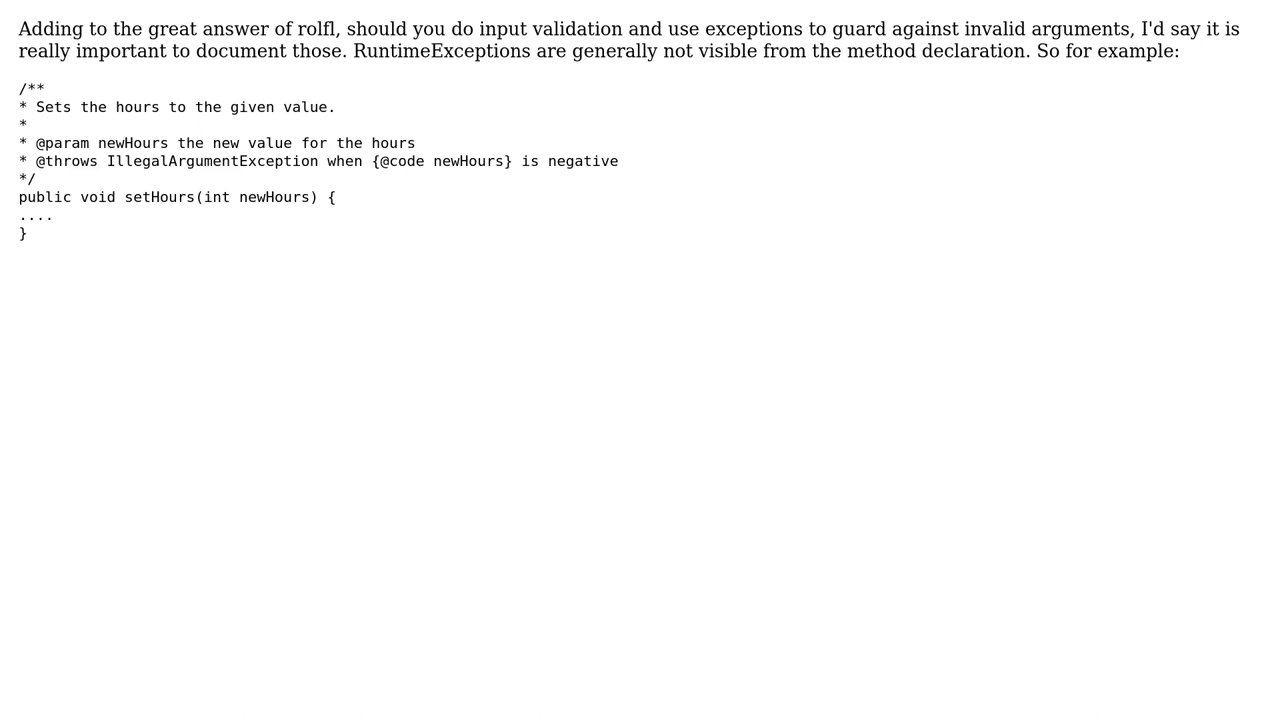 Adding to the great answer of rolfl, should you do input validation and use exceptions to guard against invalid arguments, I'd say it is
really important to document those. RuntimeExceptions are generally not visible from the method declaration. So for example:
/**
* Sets the hours to the given value.
*
* @param newHours the new value for the hours
* @throws IllegalArgumentException when {@code newHours} is negative
*/
public void setHours(int newHours) {
....
}